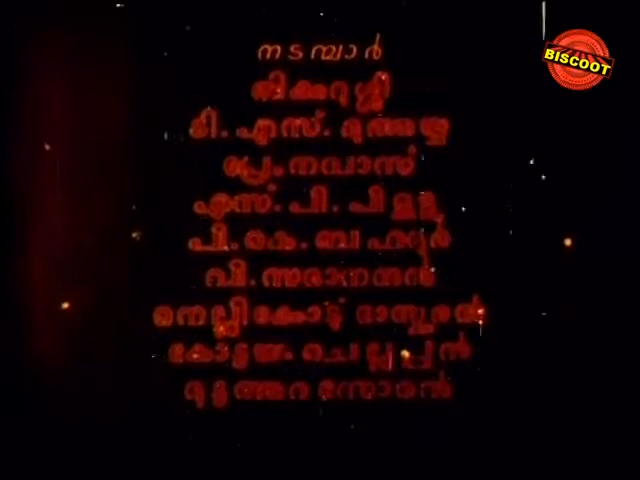 നടന്മാർ
തിക്കുറുശ്ശി
ടി. എസ്. മുത്തയ്യ
പ്രേംനവാസ്
എസ്. പി. പിള്ള
പി. കെ. ബഹദൂർ
നെല്ലിക്കോട്ട് ഭാസ്കരൻ
കോട്ടയം ചെല്ലപ്പൻ
BISCOOT